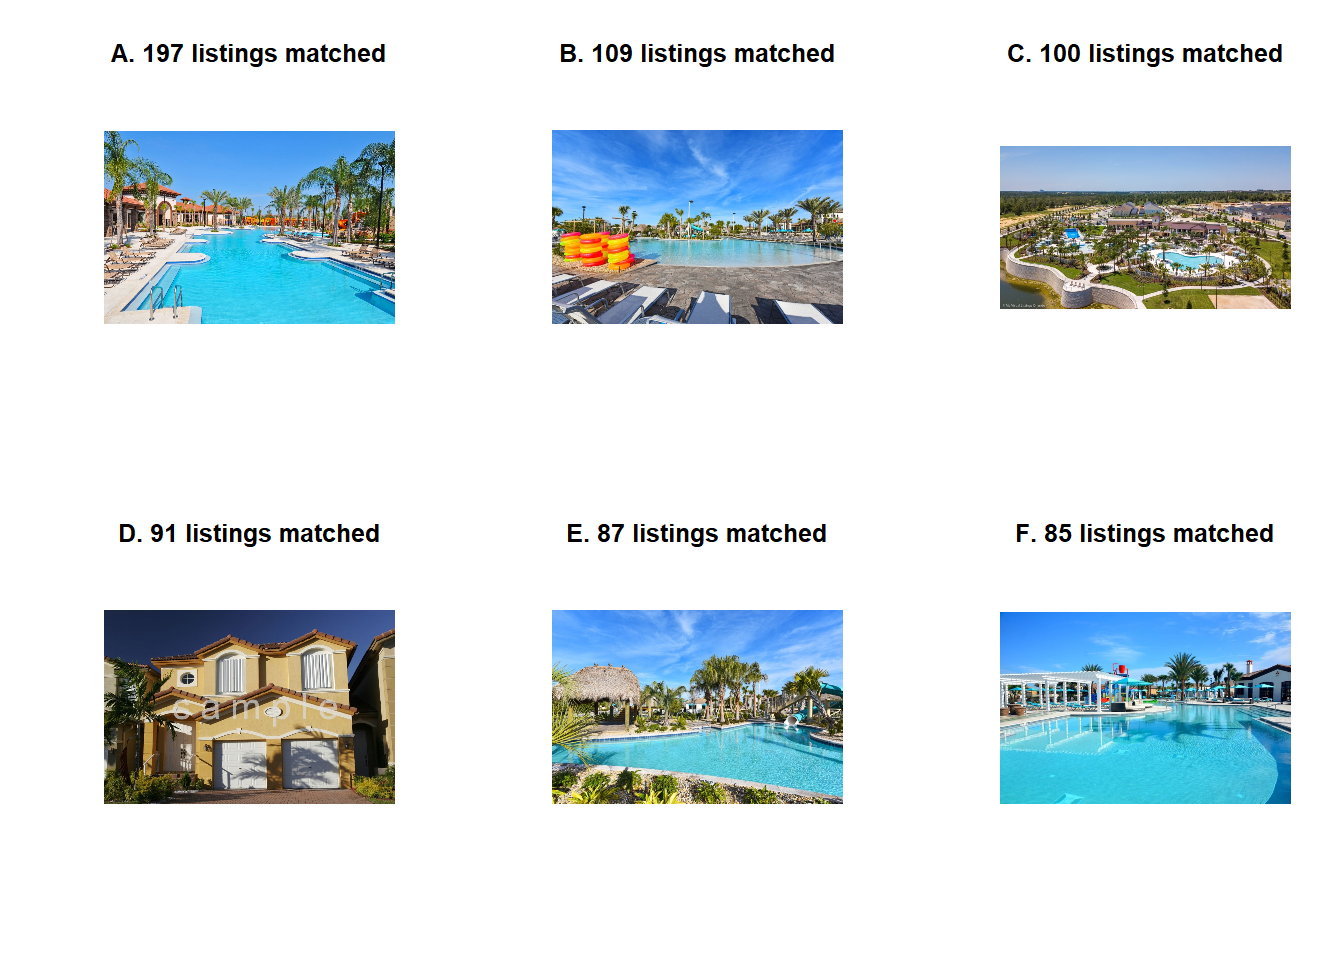 A. 197 listings matched
B. 109 listings matched
C. 100 listings matched
D. 91 listings matched
sample
E. 87 listings matched
F. 85 listings matched